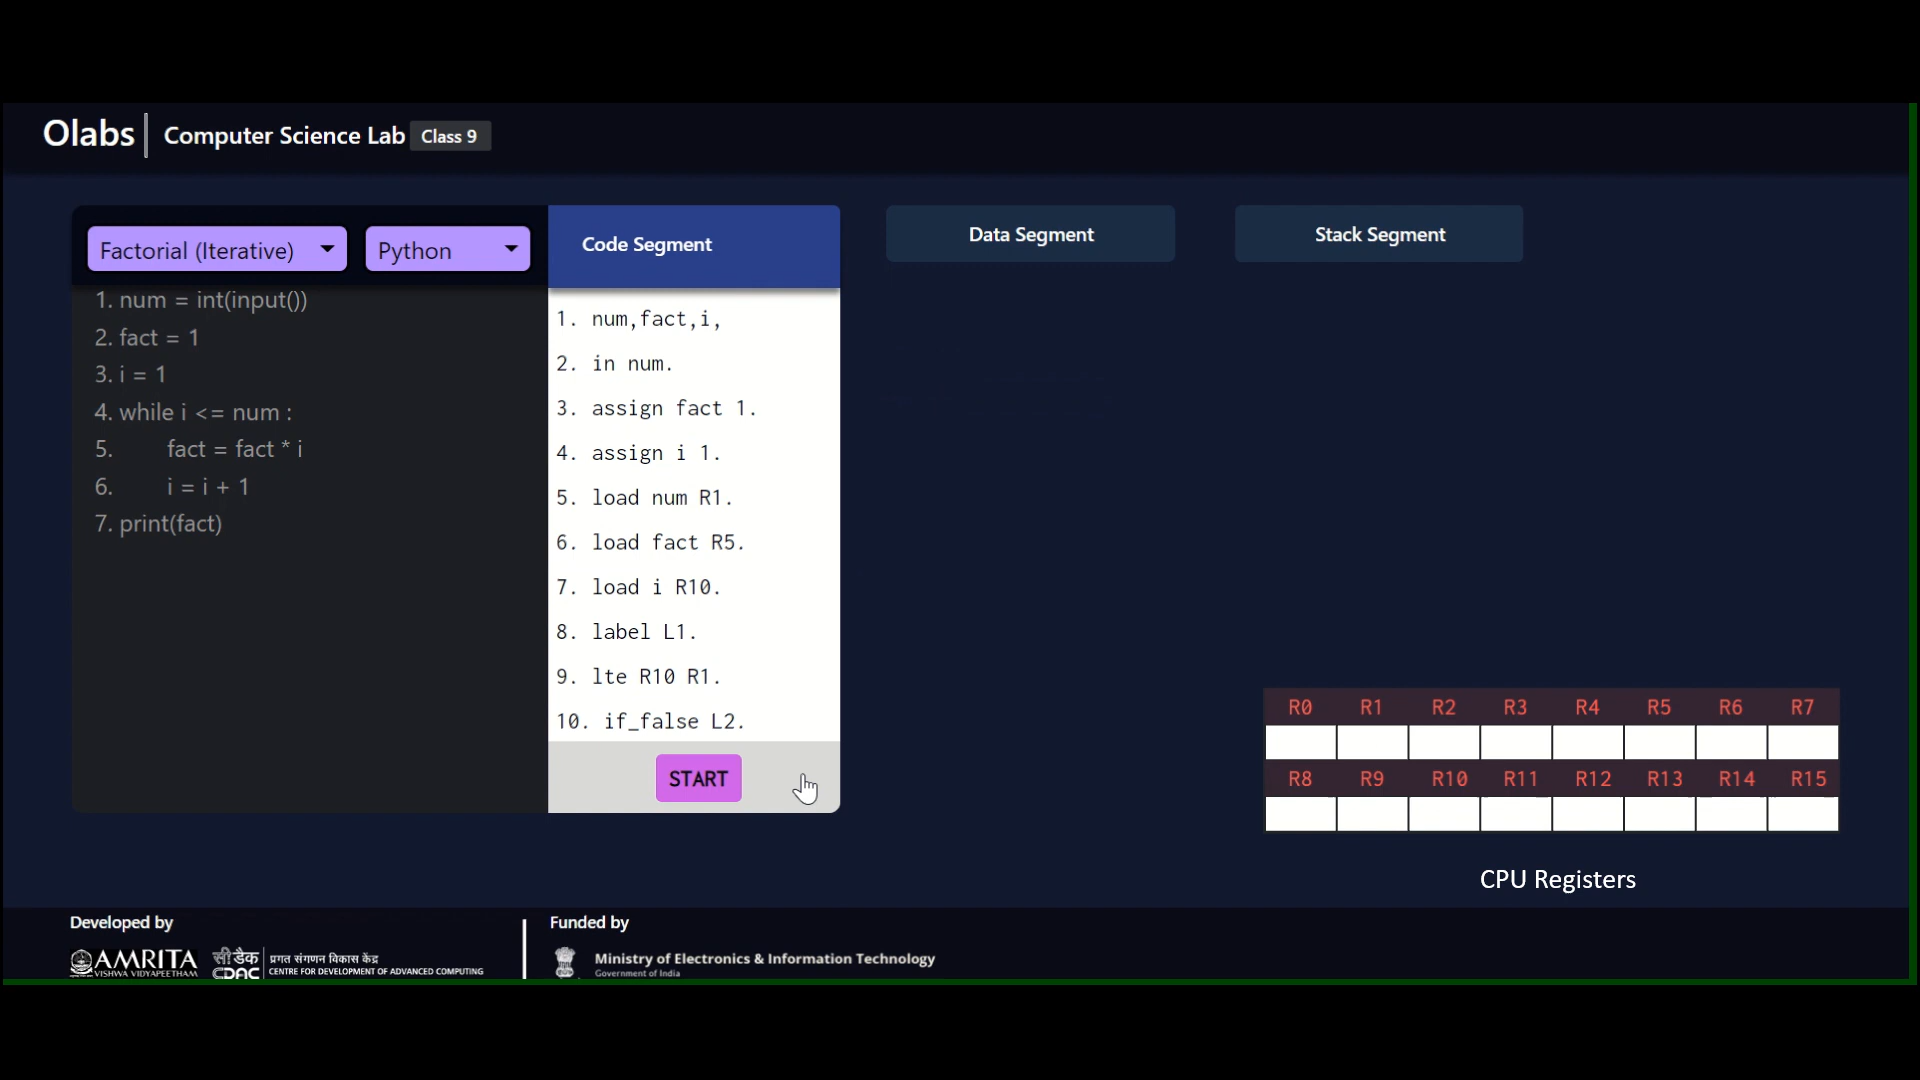 Olabs
Computer Science Lab Class 9
Factorial (Iterative)
Python
1. num = int(input())
2. fact = 1
3. i = 1
4. while i <= num :
5. fact = fact * i
6. i = i + 1
7. print(fact)
Code Segment
1. num,fact,i,
2. in num.
3. assign fact 1.
4. assign i 1.
5. load num R1.
6. load fact R5.
7. load i R10.
8. label L1.
9. lte R10 R1.
10. if_false L2.
START
Data Segment
Stack Segment
R0 R1 R2 R3 R4 R5 R6 R7
R8 R9 R10 R11 R12 R13 R14 R15
CPU Registers
Developed by
AMRITA
VISHWA VIDYAPEETHAM
सी डैक
CDAC
प्रगत संगणन विकास केंद्र
CENTRE FOR DEVELOPMENT OF ADVANCED COMPUTING
Funded by
Ministry of Electronics & Information Technology
Government of India